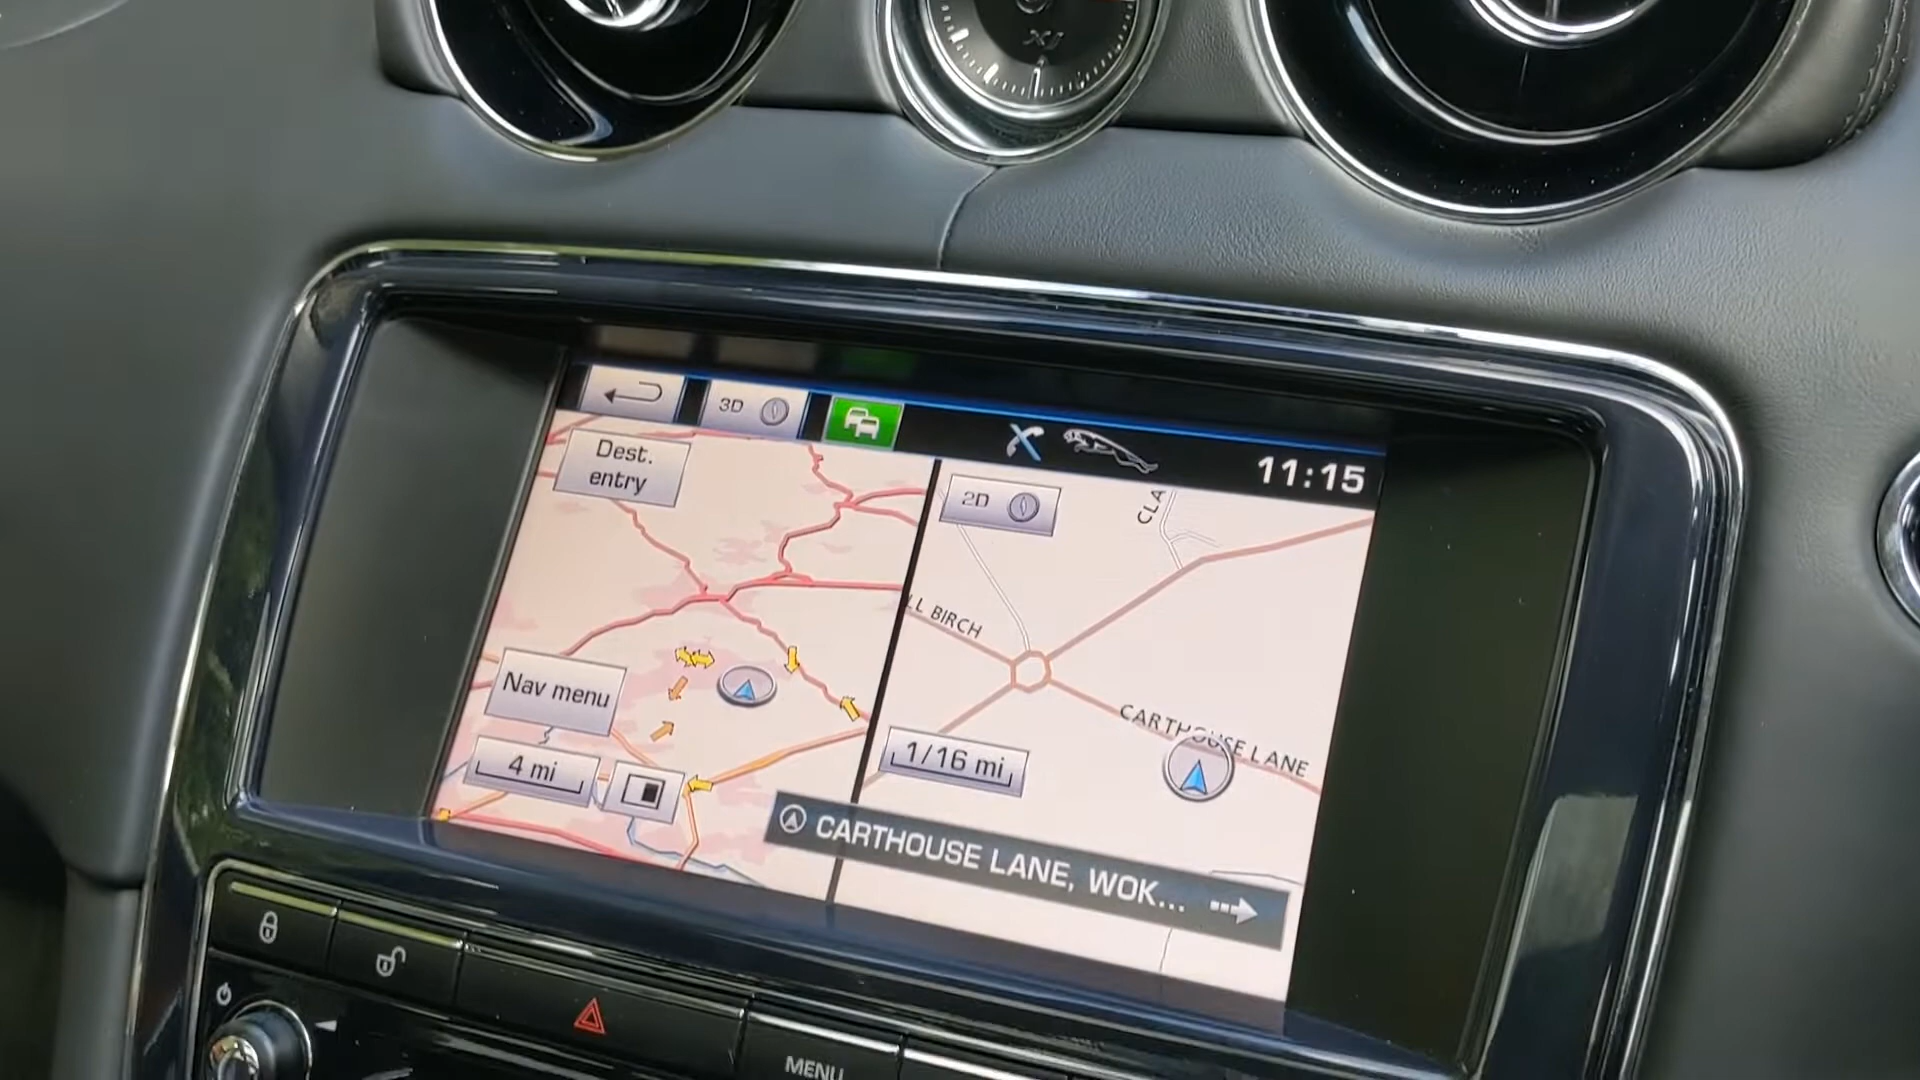 XJ
3D
11:15
Dest.
entry
2D
CLA
LL BIRCH
Nav menu
CARTHOUSE LANE
4 mi
1/16 mi
CARTHOUSE LANE, WOK...
MENU